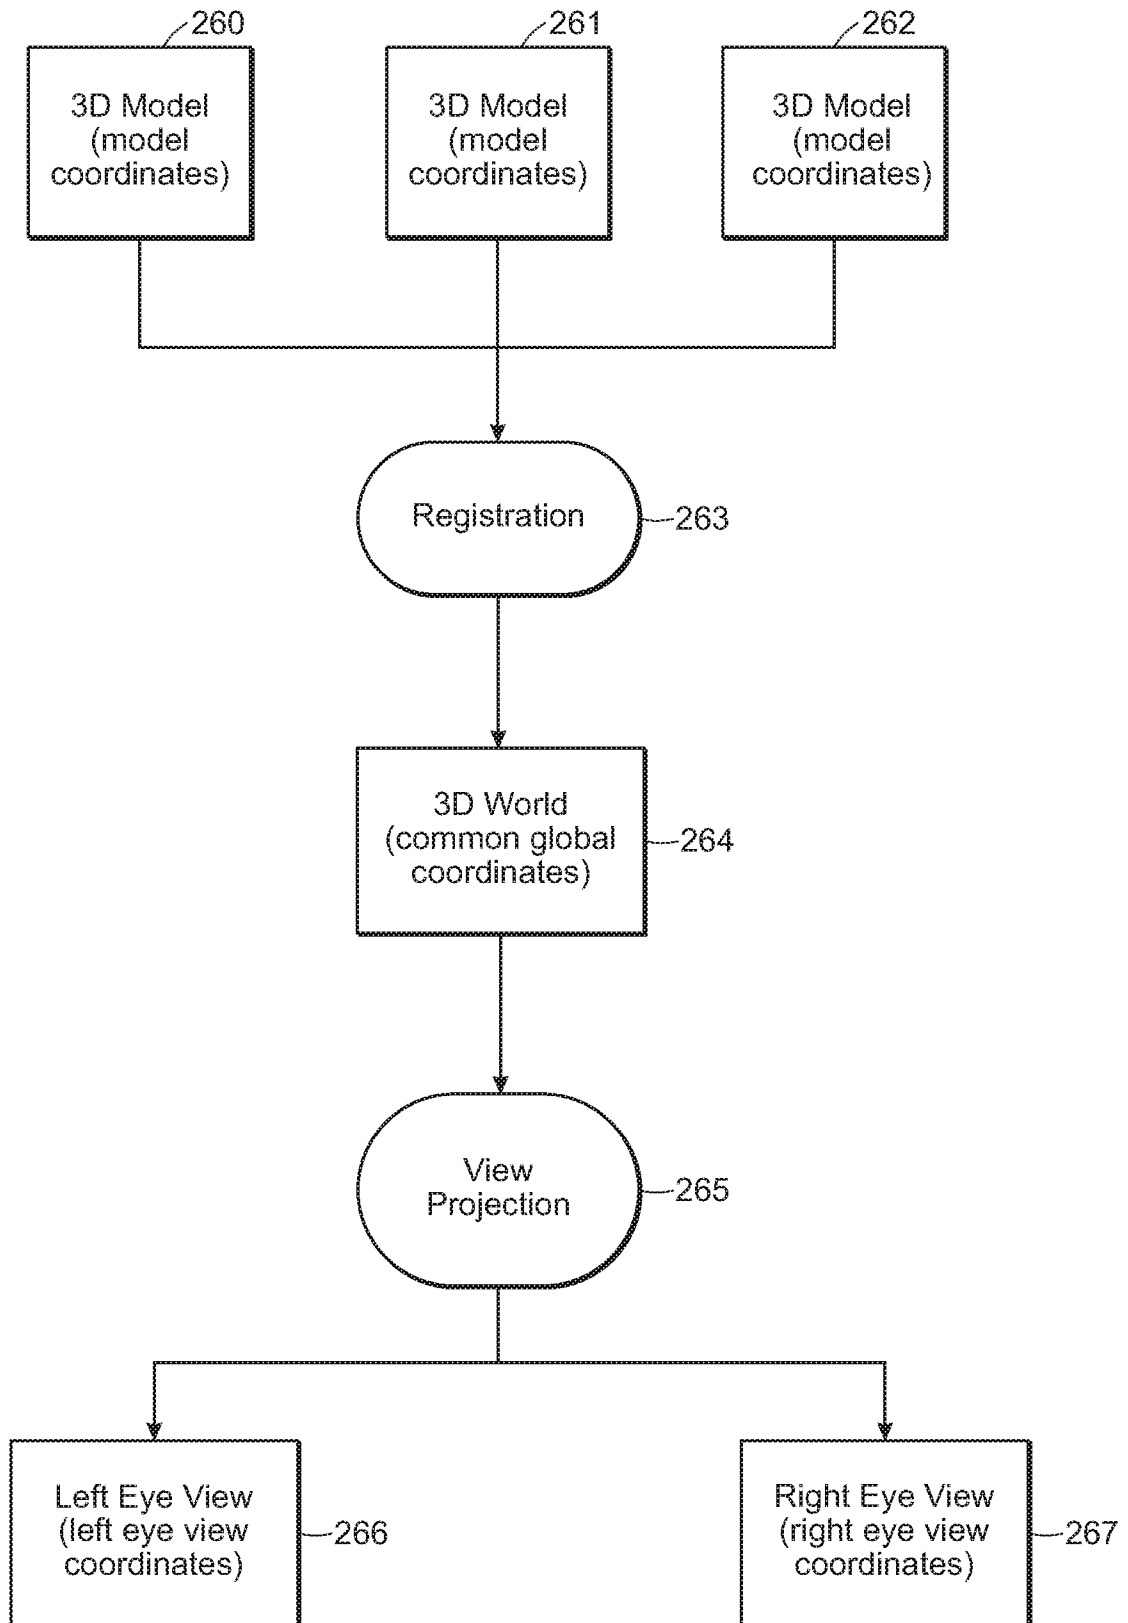 260
261
262
3D Model
(model
coordinates)
3D Model
(model
coordinates)
3D Model
(model
coordinates)
Registration
263
3D World
(common global
coordinates)
264
View
Projection
265
Left Eye View
(left eye view
coordinates)
266
Right Eye View
(right eye view
coordinates)
267